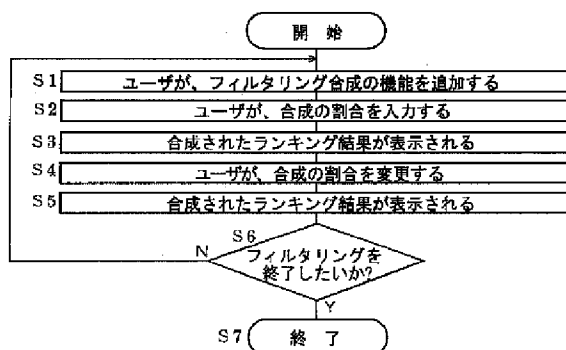 開 始
S1 ユーザが、フィルタリング合成の機能を追加する
S2 ユーザが、合成の割合を入力する
S3 合成されたランキング結果が表示される
S4 ユーザが、合成の割合を変更する
S5 合成されたランキング結果が表示される
S6
N
フィルタリングを
終了したいか?
Y
S7 終 了